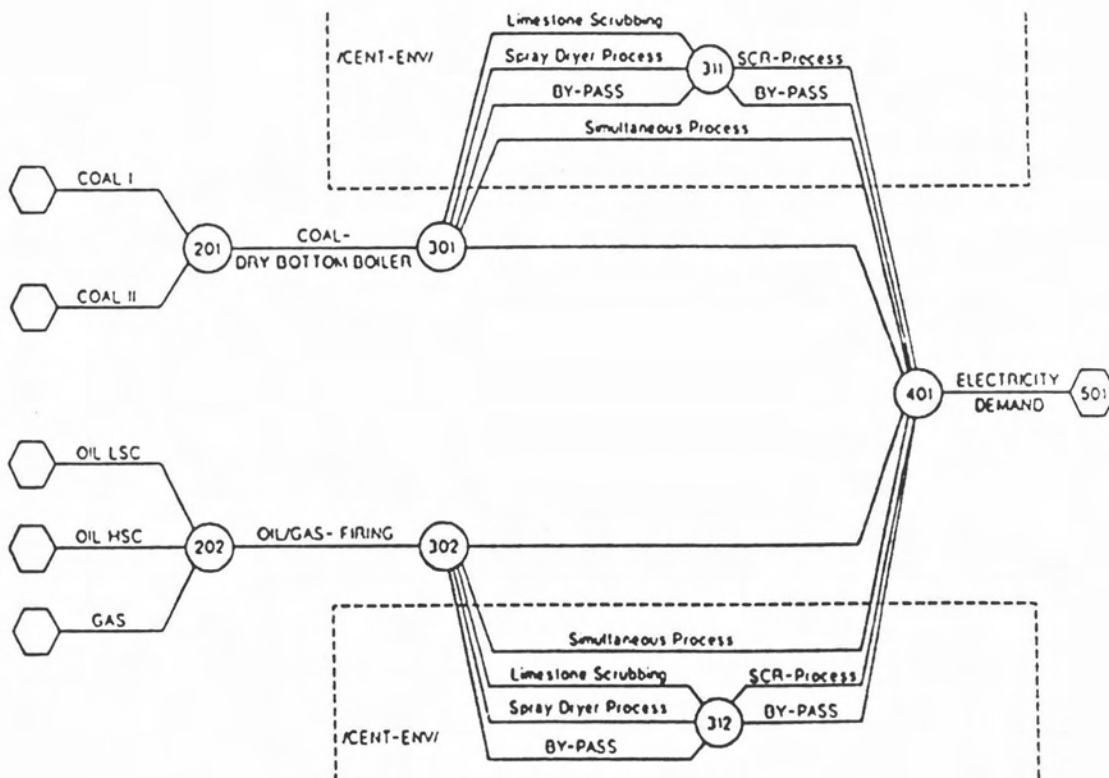 Limestone Scrubbing
/CENT-ENV/
Spray Dryer Process
311
SCR-Process
BY-PASS
BY-PASS
Simultaneous Process
COAL I
201
COAL-
DRY BOTTOM BOILER
301
COAL II
401
ELECTRICITY
DEMAND
501
OIL LSC
OIL HSC
202
OIL/GAS- FIRING
302
GAS
Simultaneous Process
Limestone Scrubbing
SCR-Process
Spray Dryer Process
312
BY-PASS
/CENT-ENV/
BY-PASS